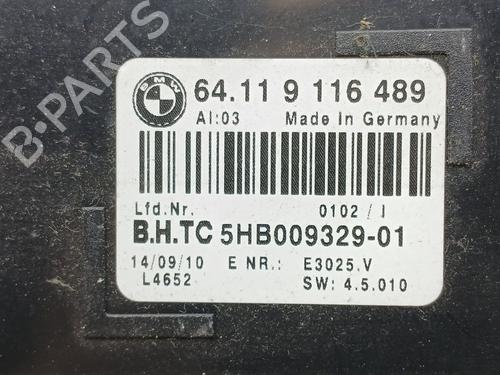 BMW
64.11 9 116 489
AI:03 Made in Germany
Lfd.Nr. 0102 / I
B.H.TC 5HB009329-01
14/09/10 E NR.: E3025.V
L4652 SW: 4.5.010
B-PARTS